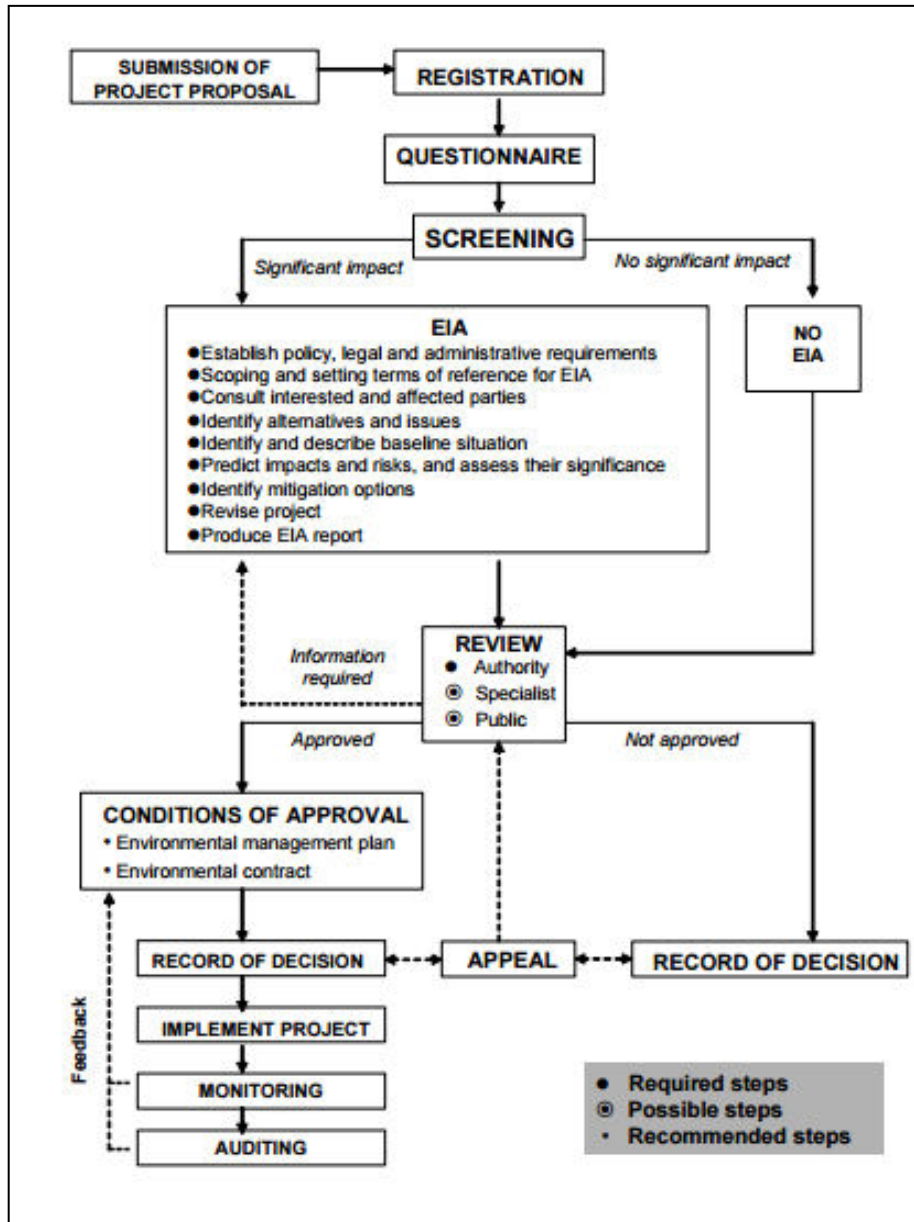 SUBMISSION OF
PROJECT PROPOSAL
REGISTRATION
QUESTIONNAIRE
SCREENING
Significant impact
No significant impact
EIA
●Establish policy, legal and administrative requirements
●Scoping and setting terms of reference for EIA
●Consult interested and affected parties
●Identify alternatives and issues
●Identify and describe baseline situation
●Predict impacts and risks, and assess their significance
●Identify mitigation options
●Revise project
●Produce EIA report
NO
EIA
REVIEW
● Authority
◉ Specialist
◉ Public
Information
required
Approved
Not approved
CONDITIONS OF APPROVAL
• Environmental management plan
• Environmental contract
RECORD OF DECISION
APPEAL
RECORD OF DECISION
IMPLEMENT PROJECT
MONITORING
AUDITING
Feedback
● Required steps
◉ Possible steps
• Recommended steps